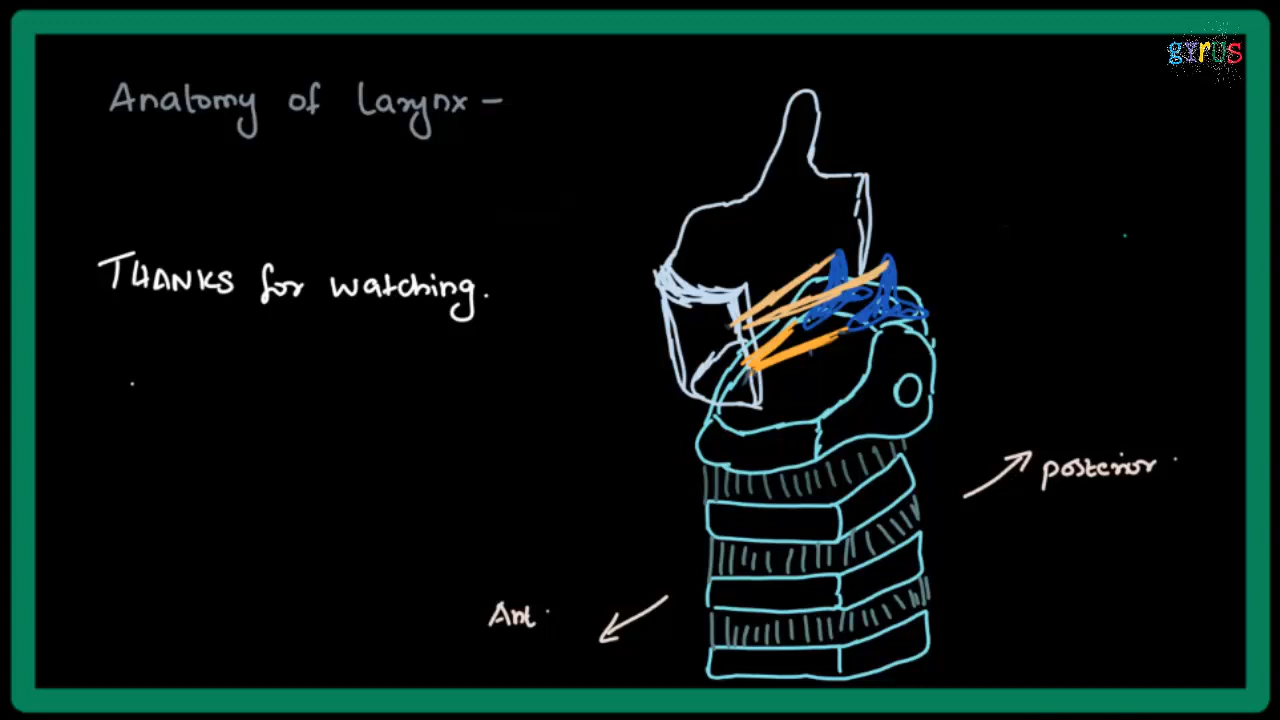 gyrus
Anatomy of Larynx -
THANKS for watching.
posterior
Ant.